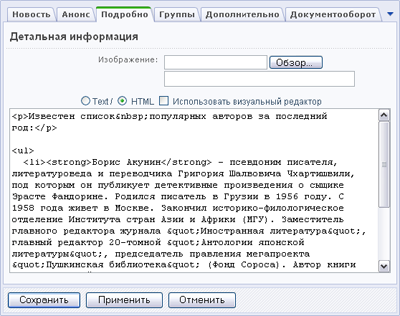 Новость Анонс Подробно Группы Дополнительно Документооборот
Детальная информация
Изображение: Обзор...
Text / HTML Использовать визуальный редактор
<p>Известен список&nbsp;популярных авторов за последний
год:</p>
<ul>
<li><strong>Борис Акунин</strong> - псевдоним писателя,
литературоведа и переводчика Григория Шалвовича Чхартишвили,
под которым он публикует детективные произведения о сыщике
Эрасте Фандорине. Родился писатель в Грузии в 1956 году. С
1958 года живет в Москве. Закончил историко-филологическое
отделение Института стран Азии и Африки (МГУ). Заместитель
главного редактора журнала &quot;Иностранная литература&quot;,
главный редактор 20-томной &quot;Антологии японской
литературы&quot;, председатель правления мегапроекта
&quot;Пушкинская библиотека&quot; (Фонд Сороса). Автор книги
Сохранить Применить Отменить